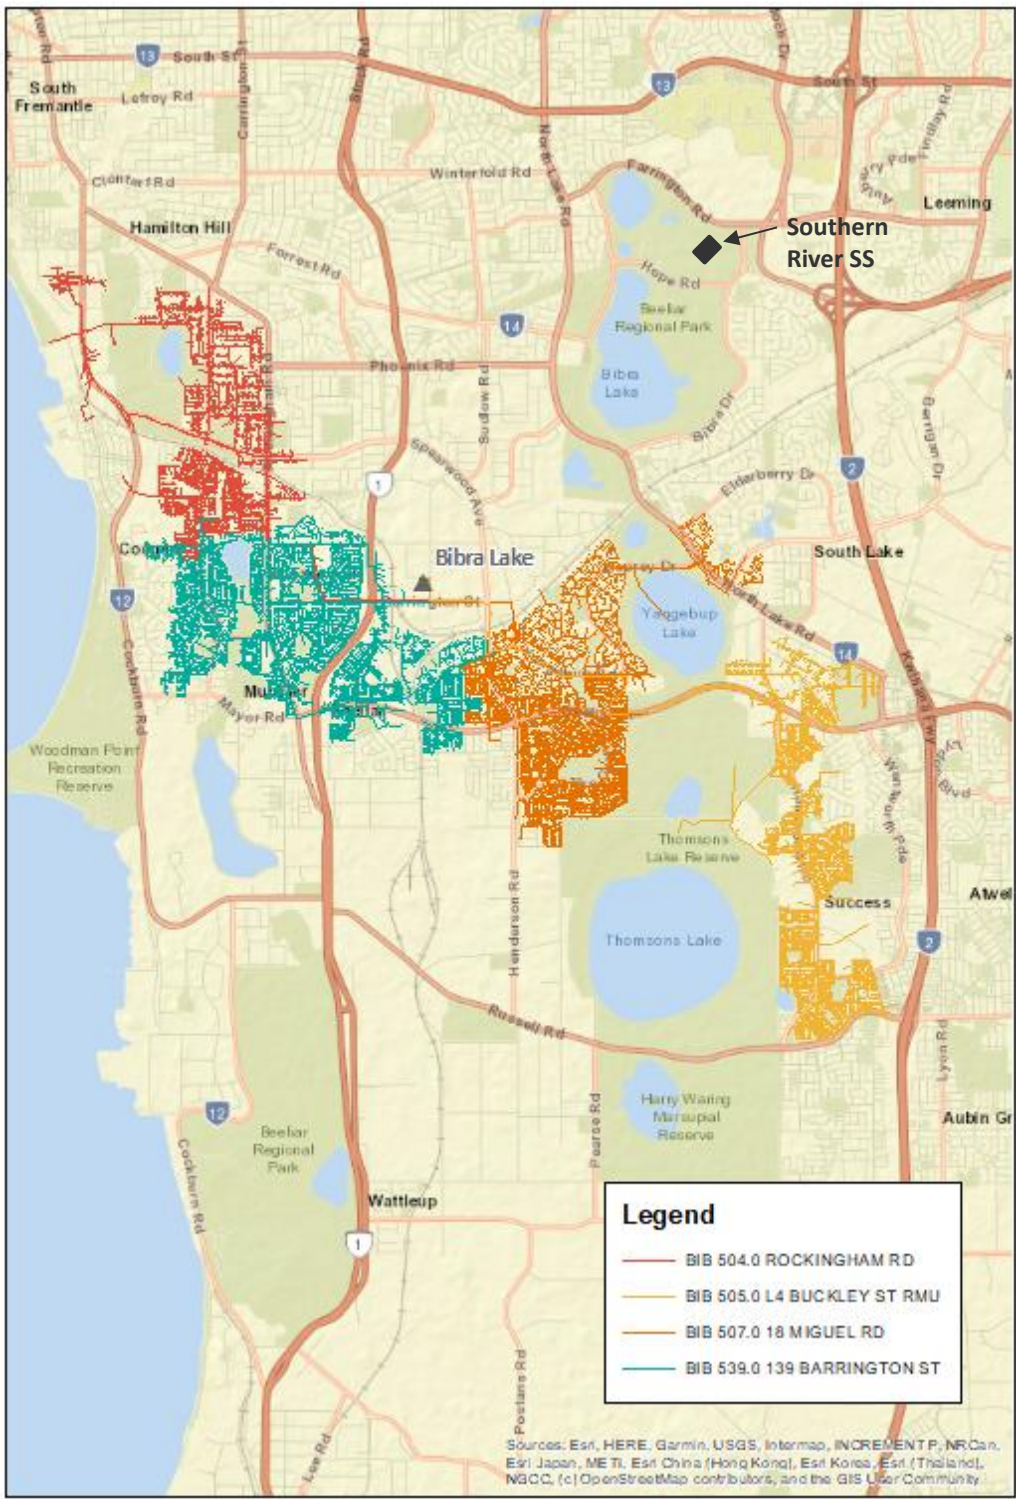 13
South St
South
Fremantle
Lefroy Rd
Carrington St
Stock Rd
13
South St
Findlay Rd
North Lake Rd
Winterfold Rd
Farrington Rd
Clontarf Rd
Leeming
Hamilton Hill
Southern
River SS
Forrest Rd
Hope Rd
14
Beeliar
Regional Park
Phoenix Rd
Bibra
Lake
Sudlow Rd
Bibra Dr
Berrigan Dr
Spearwood Ave
1
2
Elderberry Dr
South Lake
Bibra Lake
12
Yangebup
Lake
North Lake Rd
14
Cockburn Rd
Mayor Rd
Kwinana Fwy
Woodman Point
Recreation
Reserve
Wentworth Pde
Thomsons
Lake Reserve
Henderson Rd
Success
Atwel
Thomsons Lake
2
Russell Rd
Lyon Rd
12
Harry Waring
Marsupial
Reserve
Pearse Rd
Aubin Gr
Beeliar
Regional
Park
Cockburn Rd
Wattleup
1
Legend
BIB 504.0 ROCKINGHAM RD
BIB 505.0 L4 BUCKLEY ST RMU
BIB 507.0 18 MIGUEL RD
BIB 539.0 139 BARRINGTON ST
Postans Rd
Lee Rd
Sources: Esri, HERE, Garmin, USGS, Intermap, INCREMENT P, NRCan,
Esri Japan, METI, Esri China (Hong Kong), Esri Korea, Esri (Thailand),
NGCC, (c) OpenStreetMap contributors, and the GIS User Community